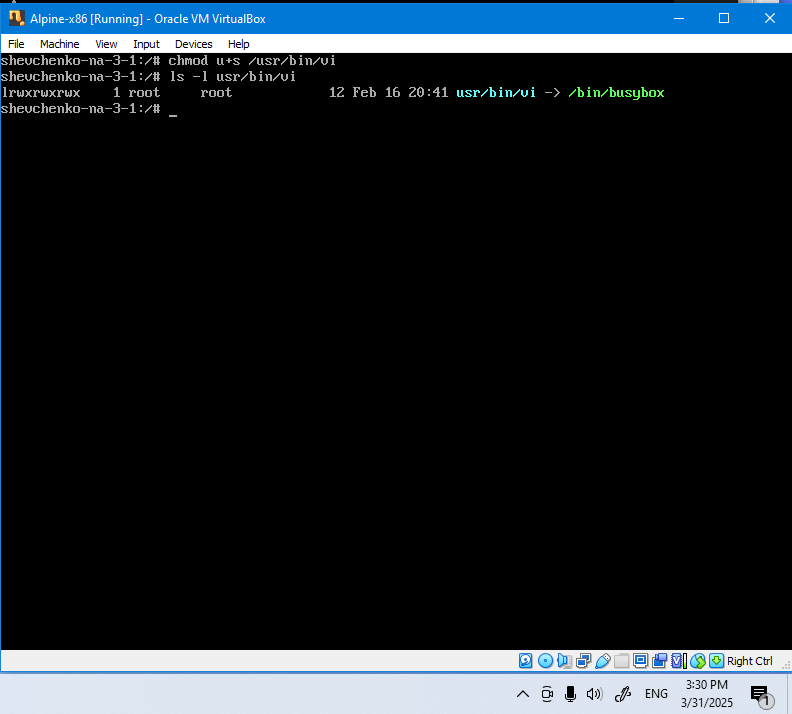 Alpine-x86 [Running] - Oracle VM VirtualBox
File Machine View Input Devices Help
shevchenko-na-3-1:/# chmod u+s /usr/bin/vi
shevchenko-na-3-1:/# ls -l usr/bin/vi
lrwxrwxrwx 1 root root 12 Feb 16 20:41 usr/bin/vi -> /bin/busybox
shevchenko-na-3-1:/# _
Right Ctrl
ENG
3:30 PM
3/31/2025
1